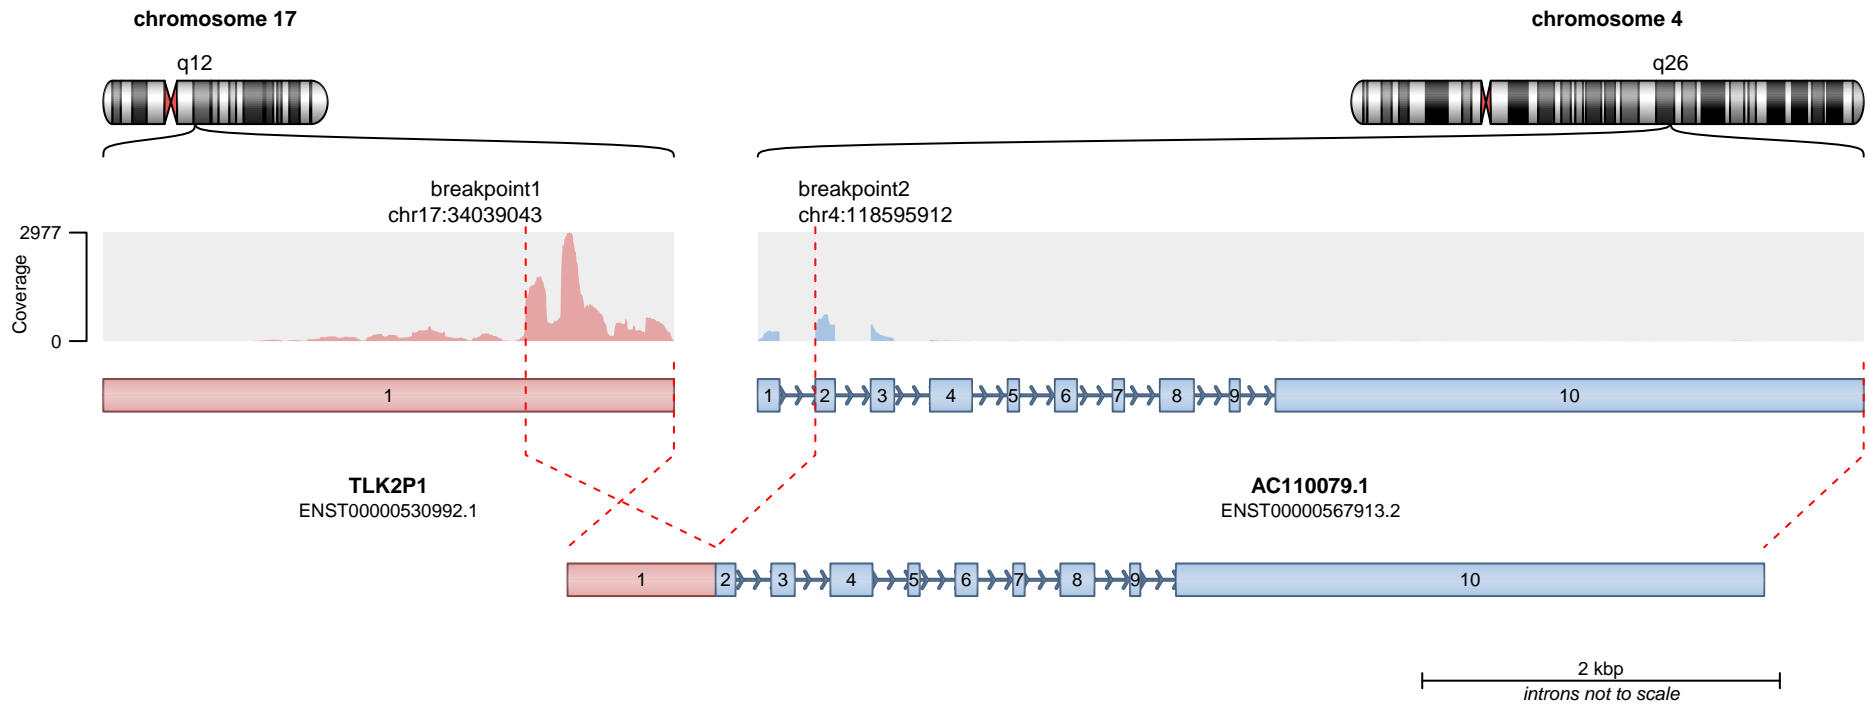 chromosome 17
chromosome 4
q12
q26
breakpoint1
chr17:34039043
breakpoint2
chr4:118595912
2977
Coverage
0
1
1 2 3 4 5 6 7 8 9 10
TLK2P1
ENST00000530992.1
AC110079.1
ENST00000567913.2
1 2 3 4 5 6 7 8 9 10
2 kbp
introns not to scale